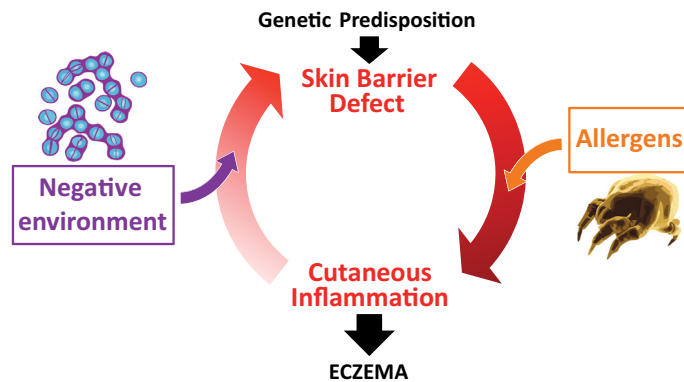 Genetic Predisposition
Skin Barrier
Defect
Allergens
Negative
environment
Cutaneous
Inflammation
ECZEMA